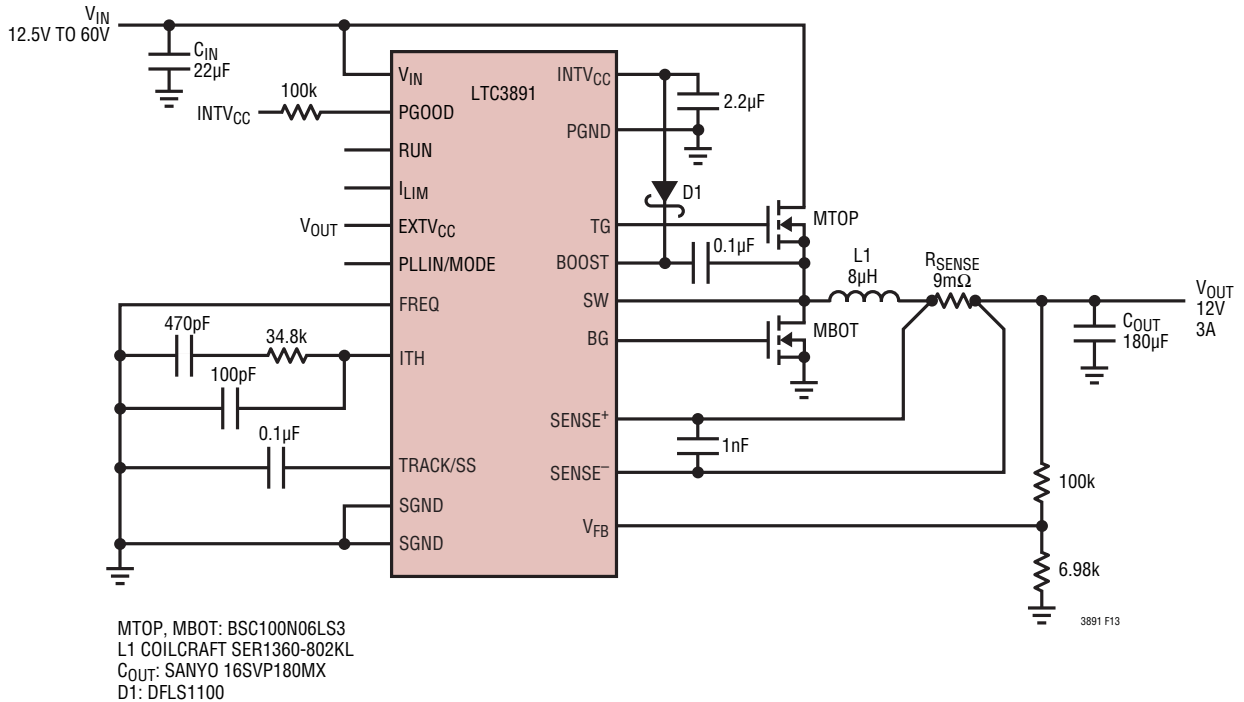 VIN
12.5V TO 60V
CIN
22µF
100k
INTVCC
LTC3891
VIN
PGOOD
RUN
ILIM
VOUT
EXTVCC
PLLIN/MODE
FREQ
470pF
34.8k
ITH
100pF
0.1µF
TRACK/SS
SGND
SGND
INTVCC
2.2µF
PGND
D1
TG
MTOP
BOOST
0.1µF
SW
L1
8µH
RSENSE
9mΩ
VOUT
12V
3A
BG
MBOT
COUT
180µF
SENSE+
1nF
SENSE–
100k
VFB
6.98k
3891 F13
MTOP, MBOT: BSC100N06LS3
L1 COILCRAFT SER1360-802KL
COUT: SANYO 16SVP180MX
D1: DFLS1100